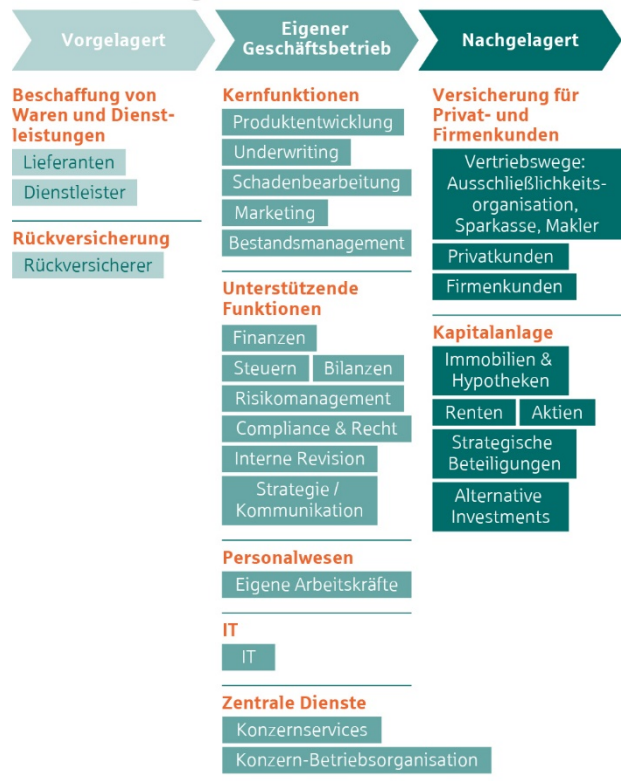 Vorgelagert
Eigener
Geschäftsbetrieb
Nachgelagert
Beschaffung von
Waren und Dienst-
leistungen
Lieferanten
Dienstleister
Rückversicherung
Rückversicherer
Kernfunktionen
Produktentwicklung
Underwriting
Schadenbearbeitung
Marketing
Bestandsmanagement
Unterstützende
Funktionen
Finanzen
Steuern
Bilanzen
Risikomanagement
Compliance & Recht
Interne Revision
Strategie /
Kommunikation
Personalwesen
Eigene Arbeitskräfte
IT
IT
Zentrale Dienste
Konzernservices
Konzern-Betriebsorganisation
Versicherung für
Privat- und
Firmenkunden
Vertriebswege:
Ausschließlichkeits-
organisation,
Sparkasse, Makler
Privatkunden
Firmenkunden
Kapitalanlage
Immobilien &
Hypotheken
Renten
Aktien
Strategische
Beteiligungen
Alternative
Investments